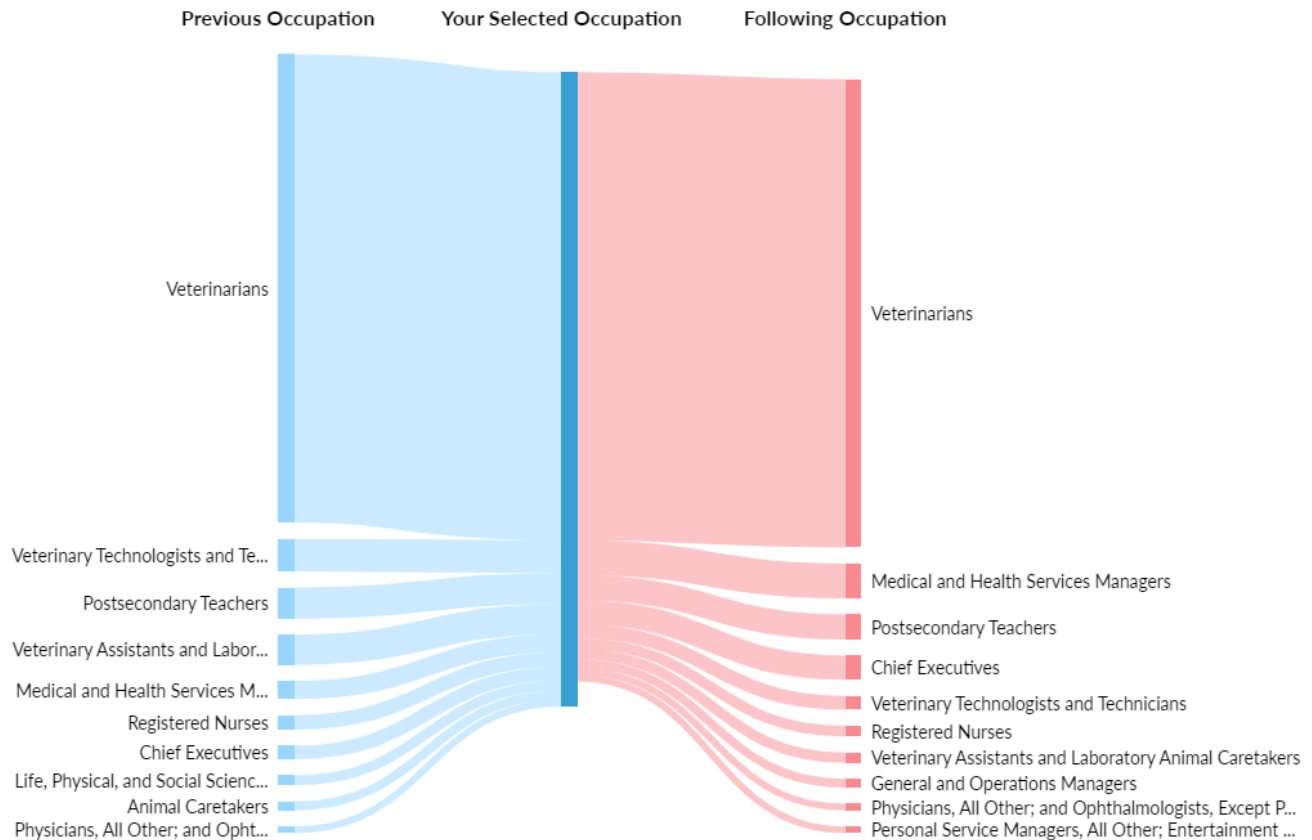 Previous Occupation
Your Selected Occupation
Following Occupation
Veterinarians
Veterinary Technologists and Te...
Postsecondary Teachers
Veterinary Assistants and Labor...
Medical and Health Services M...
Registered Nurses
Chief Executives
Life, Physical, and Social Scienc...
Animal Caretakers
Physicians, All Other; and Opht...
Veterinarians
Medical and Health Services Managers
Postsecondary Teachers
Chief Executives
Veterinary Technologists and Technicians
Registered Nurses
Veterinary Assistants and Laboratory Animal Caretakers
General and Operations Managers
Physicians, All Other; and Ophthalmologists, Except P...
Personal Service Managers, All Other; Entertainment ...